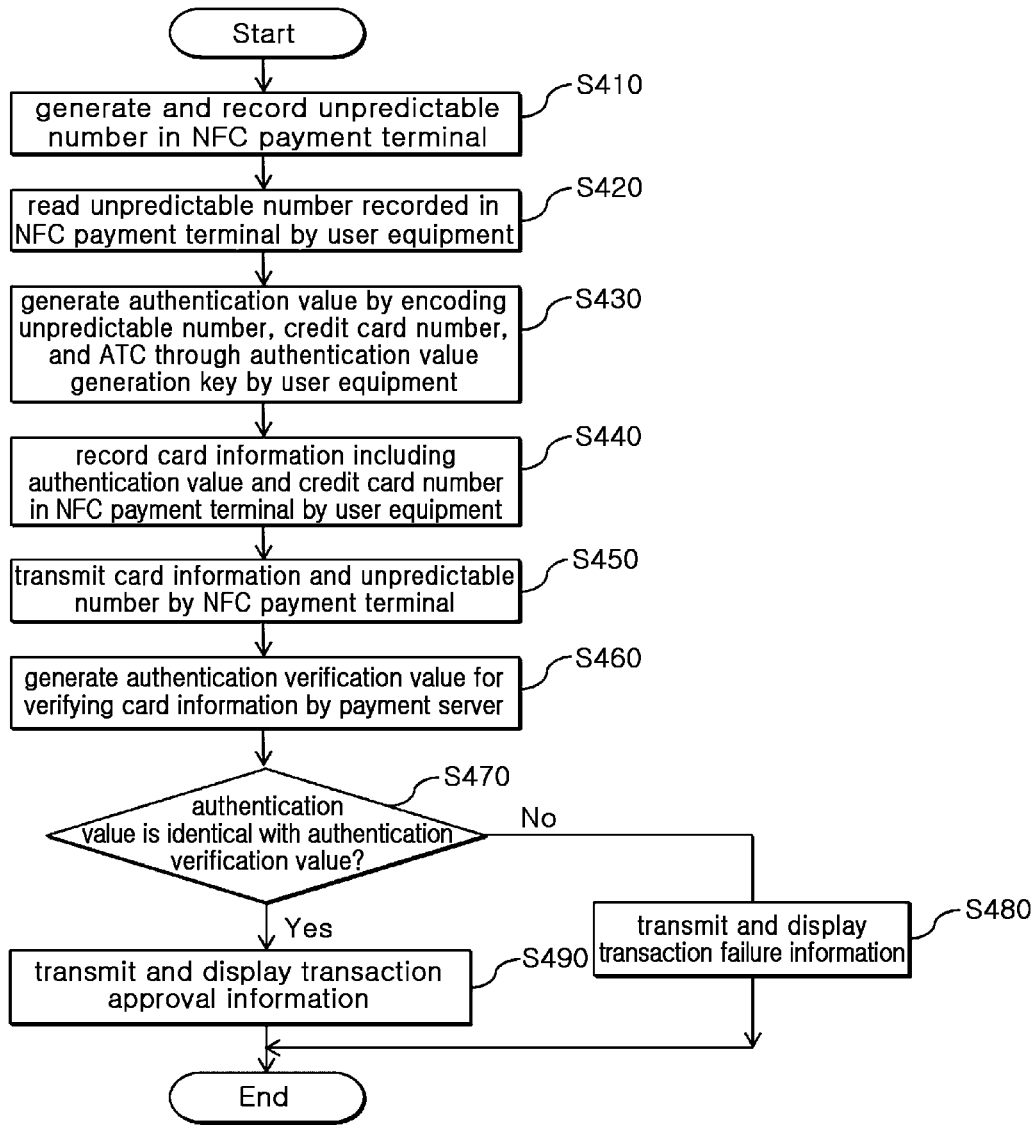 Start
S410
generate and record unpredictable
number in NFC payment terminal
S420
read unpredictable number recorded in
NFC payment terminal by user equipment
S430
generate authentication value by encoding
unpredictable number, credit card number,
and ATC through authentication value
generation key by user equipment
S440
record card information including
authentication value and credit card number
in NFC payment terminal by user equipment
S450
transmit card information and unpredictable
number by NFC payment terminal
S460
generate authentication verification value for
verifying card information by payment server
S470
authentication
value is identical with authentication
verification value?
No
Yes
S480
transmit and display
transaction failure information
S490
transmit and display transaction
approval information
End